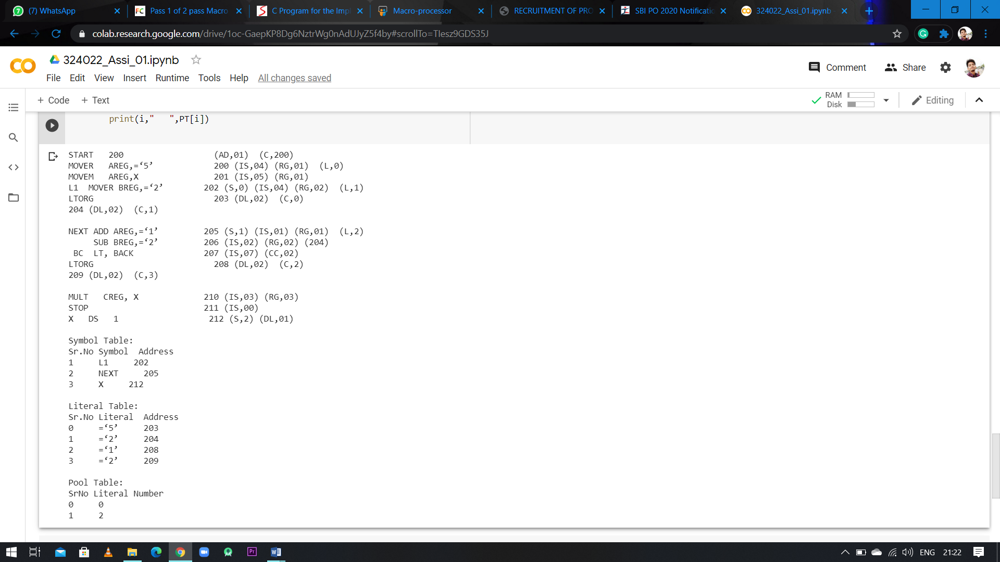 (7) WhatsApp
Pass 1 of 2 pass Macro
C Program for the Impl
Macro-processor
RECRUITMENT OF PRO
SBI PO 2020 Notificatic
324022_Assi_01.ipynb
colab.research.google.com/drive/1oc-GaepKP8Dg6NztrWg0nAdUJyZ5f4by#scrollTo=TIesz9GDS35J
324022_Assi_01.ipynb
File Edit View Insert Runtime Tools Help All changes saved
Comment Share
+ Code + Text
RAM
Disk
Editing
print(i,"   ",PT[i])
START   200                  (AD,01)  (C,200)
MOVER   AREG,=‘5’            200 (IS,04) (RG,01)  (L,0)
MOVEM   AREG,X               201 (IS,05) (RG,01)
L1  MOVER BREG,=‘2’        202 (S,0) (IS,04) (RG,02)  (L,1)
LTORG                        203 (DL,02)  (C,0)
204 (DL,02)  (C,1)
NEXT ADD AREG,=‘1’         205 (S,1) (IS,01) (RG,01)  (L,2)
     SUB BREG,=‘2’         206 (IS,02) (RG,02) (204)
 BC  LT, BACK              207 (IS,07) (CC,02)
LTORG                        208 (DL,02)  (C,2)
209 (DL,02)  (C,3)
MULT   CREG, X             210 (IS,03) (RG,03)
STOP                       211 (IS,00)
X   DS   1                  212 (S,2) (DL,01)
Symbol Table:
Sr.No Symbol  Address
1     L1     202
2     NEXT     205
3     X     212
Literal Table:
Sr.No Literal  Address
0     =‘5’     203
1     =‘2’     204
2     =‘1’     208
3     =‘2’     209
Pool Table:
SrNo Literal Number
0     0
1     2
ENG 21:22